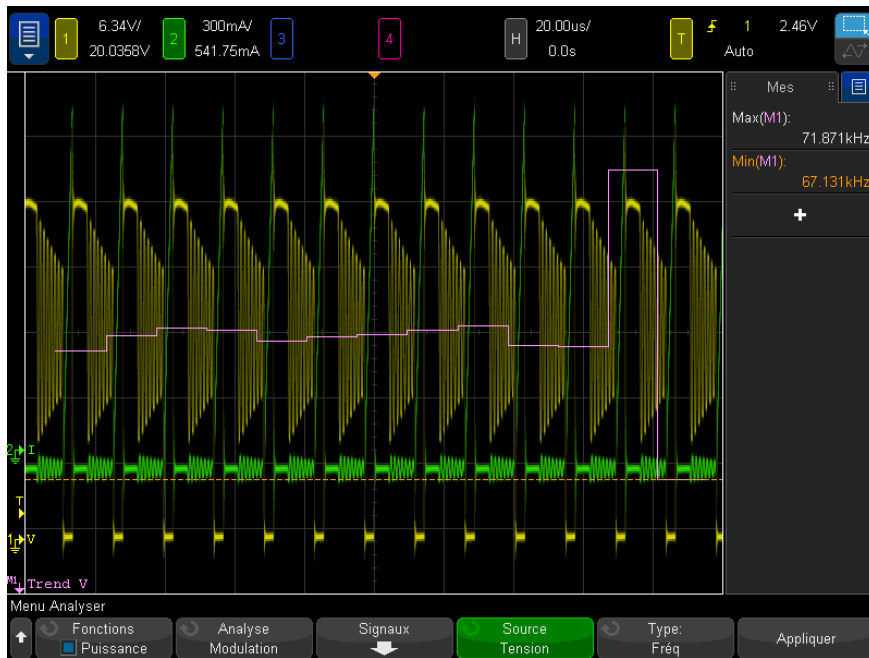 1
6.34V/
20.0358V
2
300mA/
541.75mA
3
4
H
20.00us/
0.0s
T
1
2.46V
Auto
Mes
Max(M1):
71.871kHz
Min(M1):
67.131kHz
2 I
T
1 V
M1 Trend V
Menu Analyser
Fonctions
Puissance
Analyse
Modulation
Signaux
Source
Tension
Type:
Fréq
Appliquer